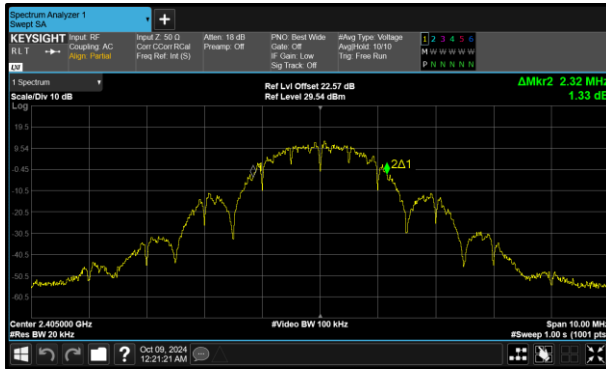 Spectrum Analyzer 1
Swept SA
KEYSIGHT
RLT
LXI
Input: RF
Coupling: AC
Align: Partial
Input Z: 50 Ω
Corr CCorr RCal
Freq Ref: Int (S)
Atten: 18 dB
Preamp: Off
PNO: Best Wide
Gate: Off
IF Gain: Low
Sig Track: Off
#Avg Type: Voltage
Avg|Hold: 10/10
Trig: Free Run
1 2 3 4 5 6
M W W W W W
P N N N N N
1 Spectrum
Scale/Div 10 dB
Ref Lvl Offset 22.57 dB
Ref Level 29.54 dBm
ΔMkr2 2.32 MHz
1.33 dB
Log
19.5
9.54
-0.45
-10.5
-20.5
-30.5
-40.5
-50.5
-60.5
2Δ1
Center 2.405000 GHz
#Res BW 20 kHz
#Video BW 100 kHz
Span 10.00 MHz
#Sweep 1.00 s (1001 pts)
?
Oct 09, 2024
12:21:21 AM